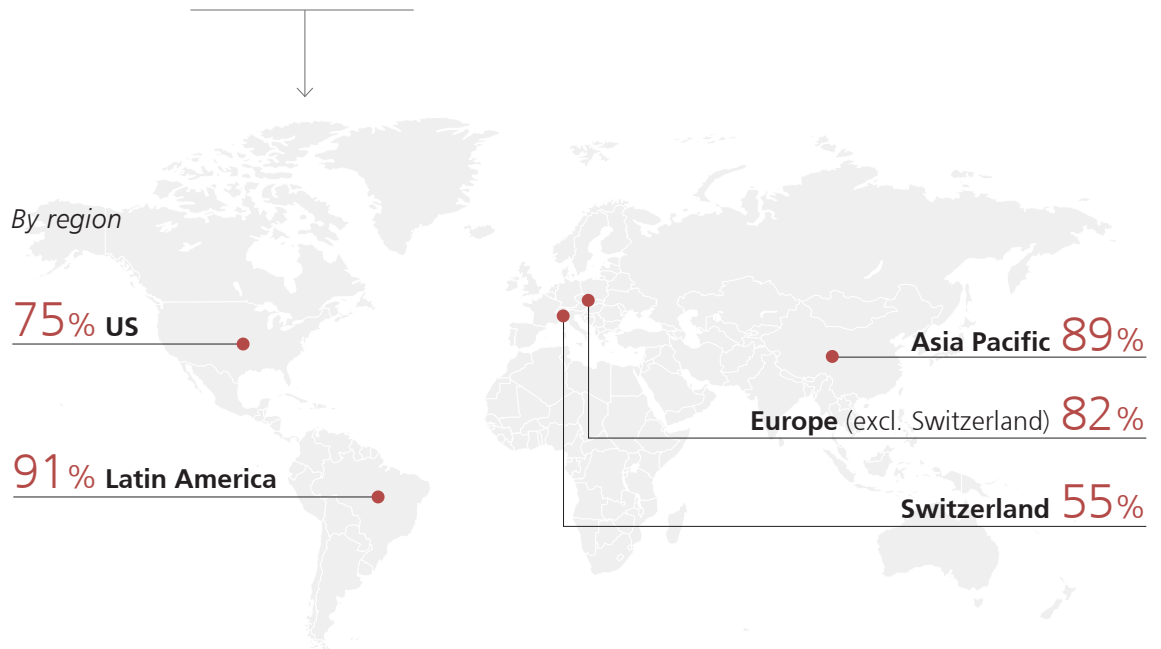 By region
75% US
91% Latin America
Asia Pacific 89%
Europe (excl. Switzerland) 82%
Switzerland 55%